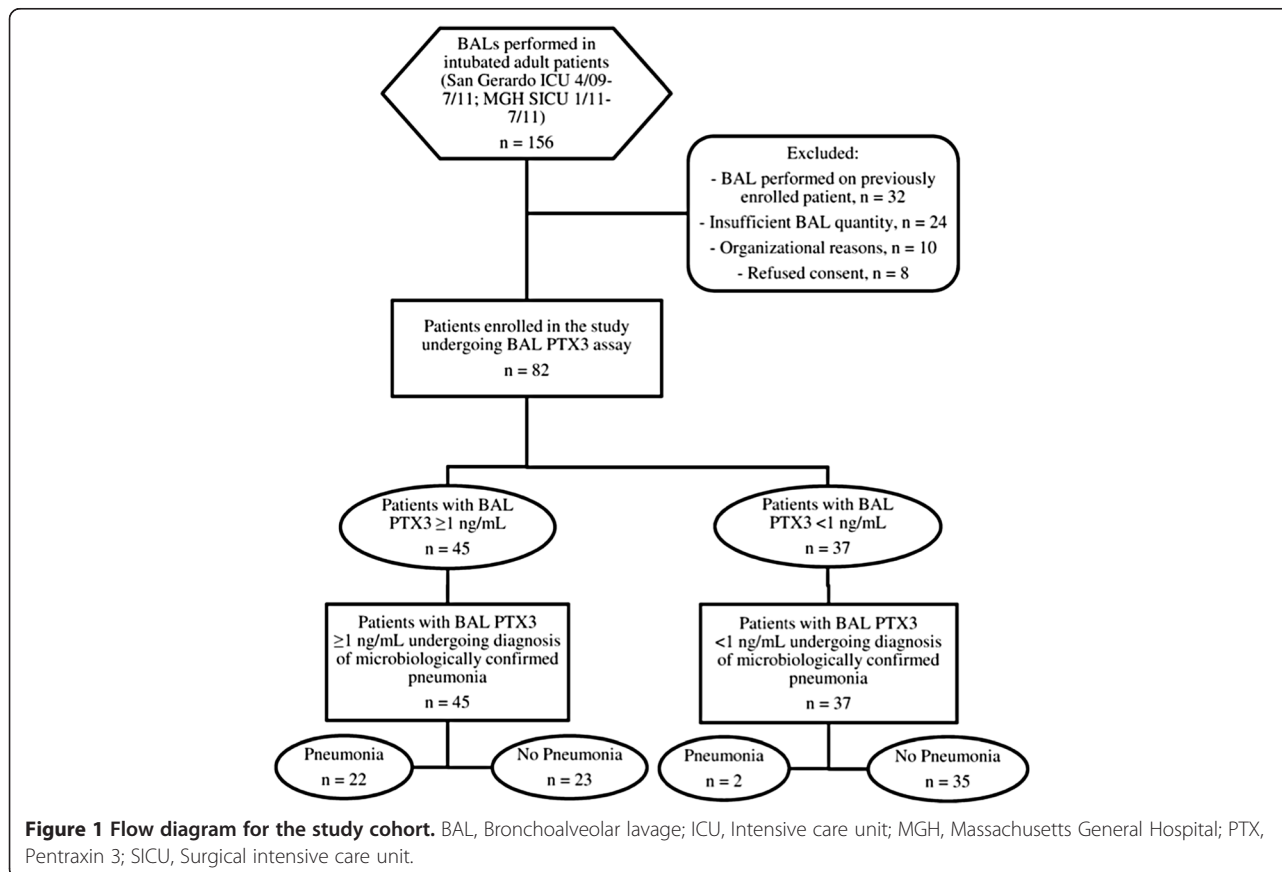 BALs performed in
intubated adult patients
(San Gerardo ICU 4/09-
7/11; MGH SICU 1/11-
7/11)
n = 156
Excluded:
- BAL performed on previously
enrolled patient, n = 32
- Insufficient BAL quantity, n = 24
- Organizational reasons, n = 10
- Refused consent, n = 8
Patients enrolled in the study
undergoing BAL PTX3 assay
n = 82
Patients with BAL
PTX3 ≥1 ng/mL
n = 45
Patients with BAL
PTX3 <1 ng/mL
n = 37
Patients with BAL PTX3
≥1 ng/mL undergoing diagnosis
of microbiologically confirmed
pneumonia
n = 45
Patients with BAL PTX3
<1 ng/mL undergoing diagnosis
of microbiologically confirmed
pneumonia
n = 37
Pneumonia
n = 22
No Pneumonia
n = 23
Pneumonia
n = 2
No Pneumonia
n = 35
Figure 1 Flow diagram for the study cohort. BAL, Bronchoalveolar lavage; ICU, Intensive care unit; MGH, Massachusetts General Hospital; PTX,
Pentraxin 3; SICU, Surgical intensive care unit.